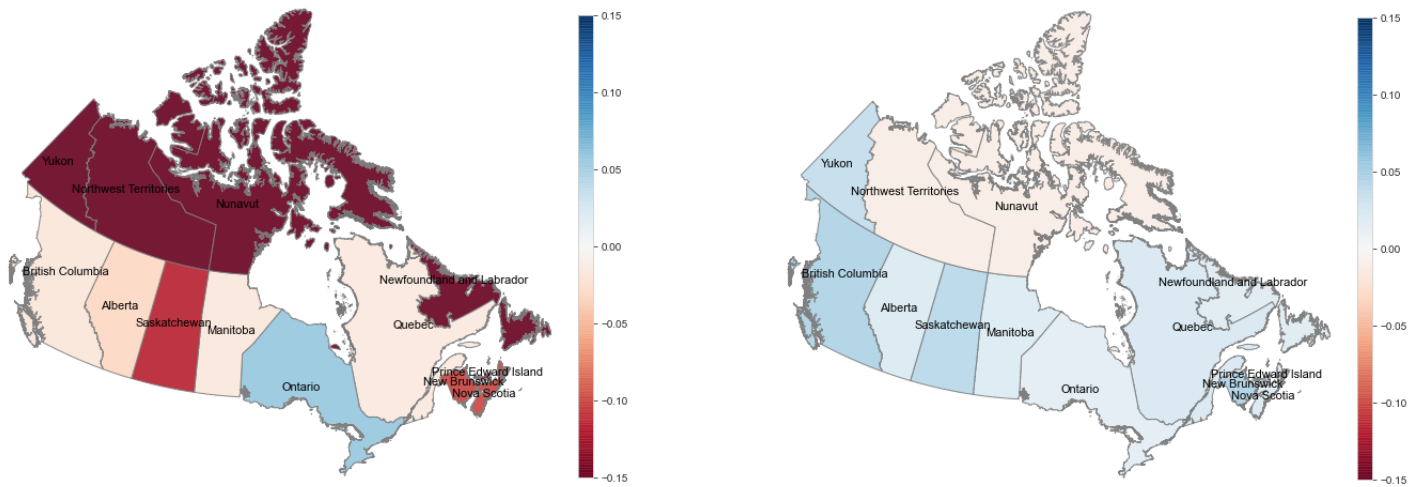 0.15
0.10
0.05
0.00
−0.05
−0.10
−0.15
Yukon
Northwest Territories
Nunavut
British Columbia
Alberta
Saskatchewan
Manitoba
Ontario
Quebec
Newfoundland and Labrador
Prince Edward Island
New Brunswick
Nova Scotia
0.15
0.10
0.05
0.00
−0.05
−0.10
−0.15
Yukon
Northwest Territories
Nunavut
British Columbia
Alberta
Saskatchewan
Manitoba
Ontario
Quebec
Newfoundland and Labrador
Prince Edward Island
New Brunswick
Nova Scotia